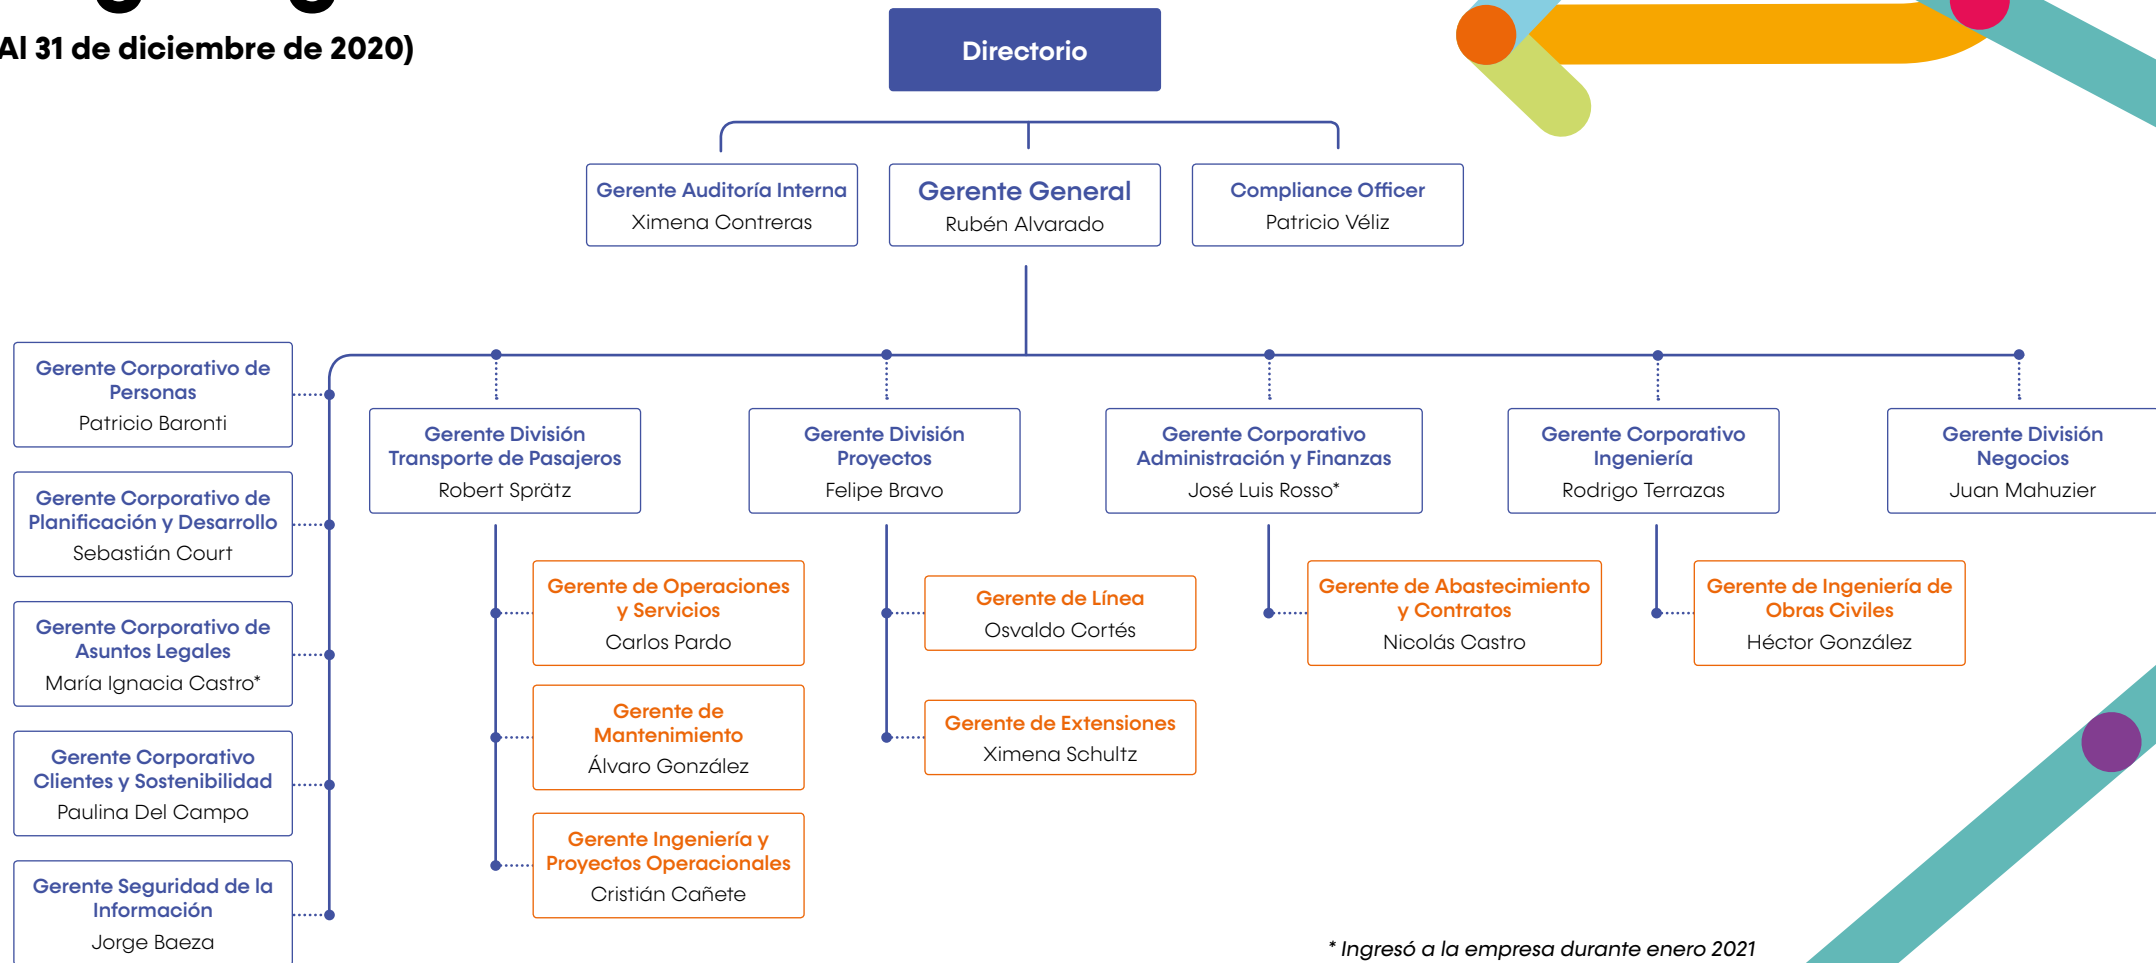 Al 31 de diciembre de 2020)
Directorio
Gerente Auditoría Interna
Ximena Contreras
Gerente General
Rubén Alvarado
Compliance Officer
Patricio Véliz
Gerente Corporativo de
Personas
Patricio Baronti
Gerente Corporativo de
Planificación y Desarrollo
Sebastián Court
Gerente Corporativo de
Asuntos Legales
María Ignacia Castro*
Gerente Corporativo
Clientes y Sostenibilidad
Paulina Del Campo
Gerente Seguridad de la
Información
Jorge Baeza
Gerente División
Transporte de Pasajeros
Robert Sprätz
Gerente de Operaciones
y Servicios
Carlos Pardo
Gerente de
Mantenimiento
Álvaro González
Gerente Ingeniería y
Proyectos Operacionales
Cristián Cañete
Gerente División
Proyectos
Felipe Bravo
Gerente de Línea
Osvaldo Cortés
Gerente de Extensiones
Ximena Schultz
Gerente Corporativo
Administración y Finanzas
José Luis Rosso*
Gerente de Abastecimiento
y Contratos
Nicolás Castro
Gerente Corporativo
Ingeniería
Rodrigo Terrazas
Gerente de Ingeniería de
Obras Civiles
Héctor González
Gerente División
Negocios
Juan Mahuzier
* Ingresó a la empresa durante enero 2021